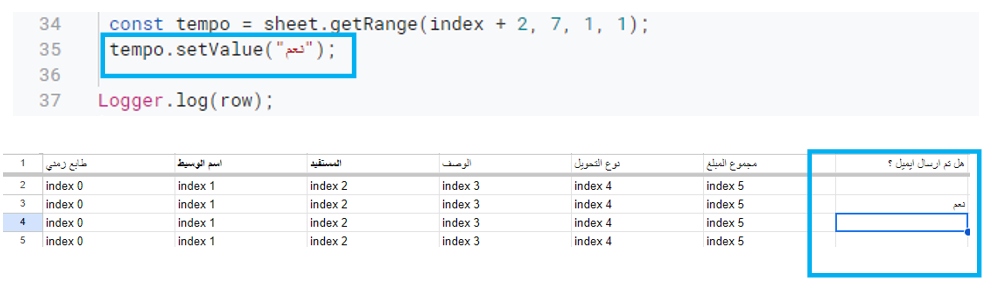 34 const tempo = sheet.getRange(index + 2, 7, 1, 1);
35 tempo.setValue("نعم");
36
37 Logger.log(row);
1 طابع زمني اسم الوسيط المستفيد الوصف نوع التحويل مجموع المبلغ هل تم ارسال ايميل ؟
2 index 0 index 1 index 2 index 3 index 4 index 5
3 index 0 index 1 index 2 index 3 index 4 index 5 نعم
4 index 0 index 1 index 2 index 3 index 4 index 5
5 index 0 index 1 index 2 index 3 index 4 index 5